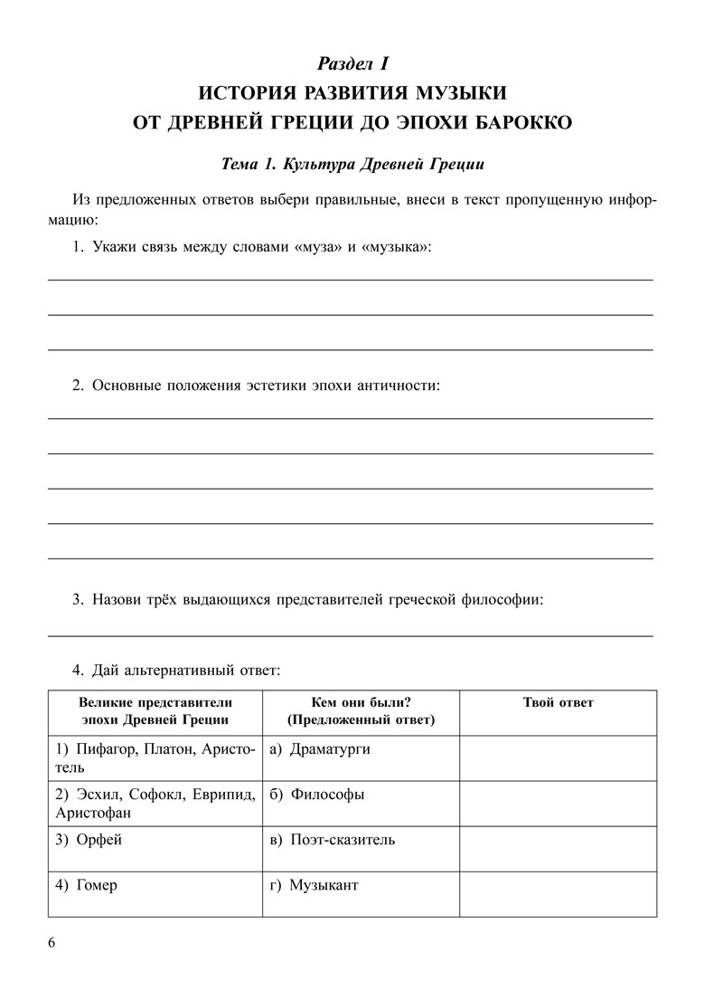 Раздел I
ИСТОРИЯ РАЗВИТИЯ МУЗЫКИ
ОТ ДРЕВНЕЙ ГРЕЦИИ ДО ЭПОХИ БАРОККО
Тема 1. Культура Древней Греции
Из предложенных ответов выбери правильные, внеси в текст пропущенную инфор-
мацию:
1. Укажи связь между словами «муза» и «музыка»:
2. Основные положения эстетики эпохи античности:
3. Назови трёх выдающихся представителей греческой философии:
4. Дай альтернативный ответ:
Великие представители
эпохи Древней Греции
Кем они были?
(Предложенный ответ)
Твой ответ
1) Пифагор, Платон, Аристо-
тель
а) Драматурги
2) Эсхил, Софокл, Еврипид,
Аристофан
б) Философы
3) Орфей
в) Поэт-сказитель
4) Гомер
г) Музыкант
6